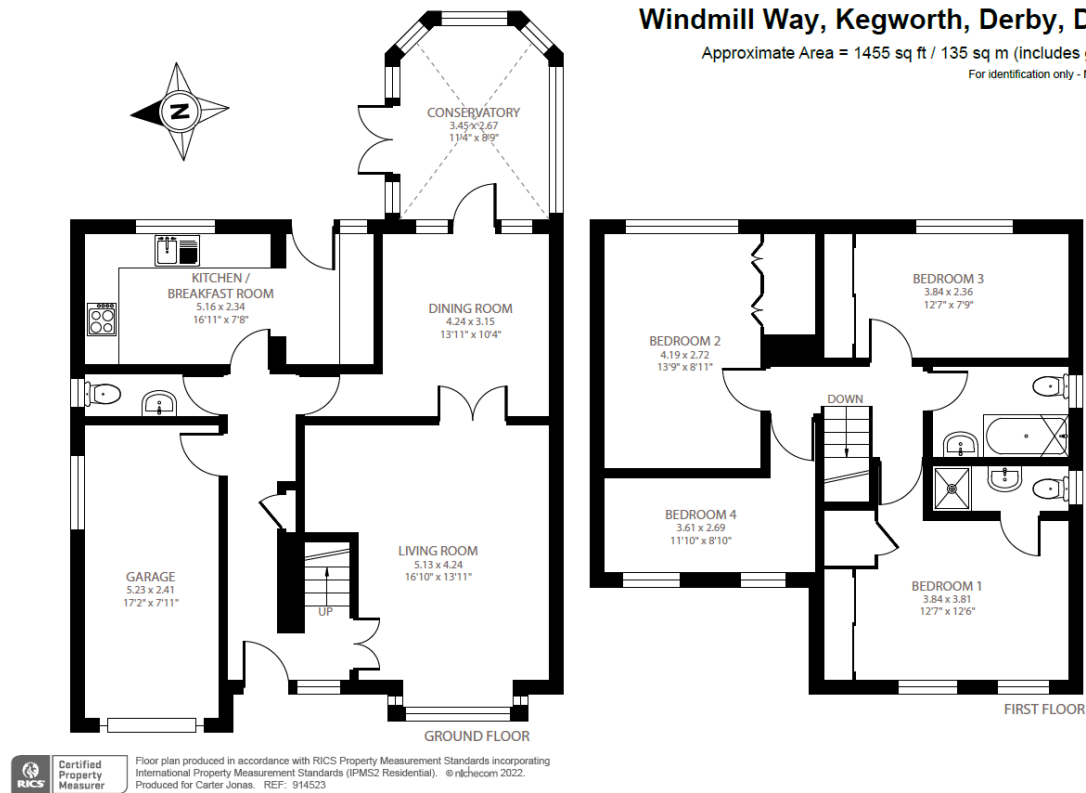 Windmill Way, Kegworth, Derby, D
Approximate Area = 1455 sq ft / 135 sq m (includes g
For identification only - N
N
CONSERVATORY
3.45 x 2.67
11'4" x 8'9"
KITCHEN /
BREAKFAST ROOM
5.16 x 2.34
16'11" x 7'8"
DINING ROOM
4.24 x 3.15
13'11" x 10'4"
GARAGE
5.23 x 2.41
17'2" x 7'11"
LIVING ROOM
5.13 x 4.24
16'10" x 13'11"
UP
GROUND FLOOR
BEDROOM 2
4.19 x 2.72
13'9" x 8'11"
BEDROOM 3
3.84 x 2.36
12'7" x 7'9"
DOWN
BEDROOM 4
3.61 x 2.69
11'10" x 8'10"
BEDROOM 1
3.84 x 3.81
12'7" x 12'6"
FIRST FLOOR
RICS
Certified
Property
Measurer
Floor plan produced in accordance with RICS Property Measurement Standards incorporating
International Property Measurement Standards (IPMS2 Residential). © nichecom 2022.
Produced for Carter Jonas. REF: 914523